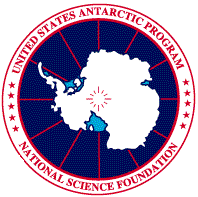 UNITED STATES ANTARCTIC PROGRAM
NATIONAL SCIENCE FOUNDATION